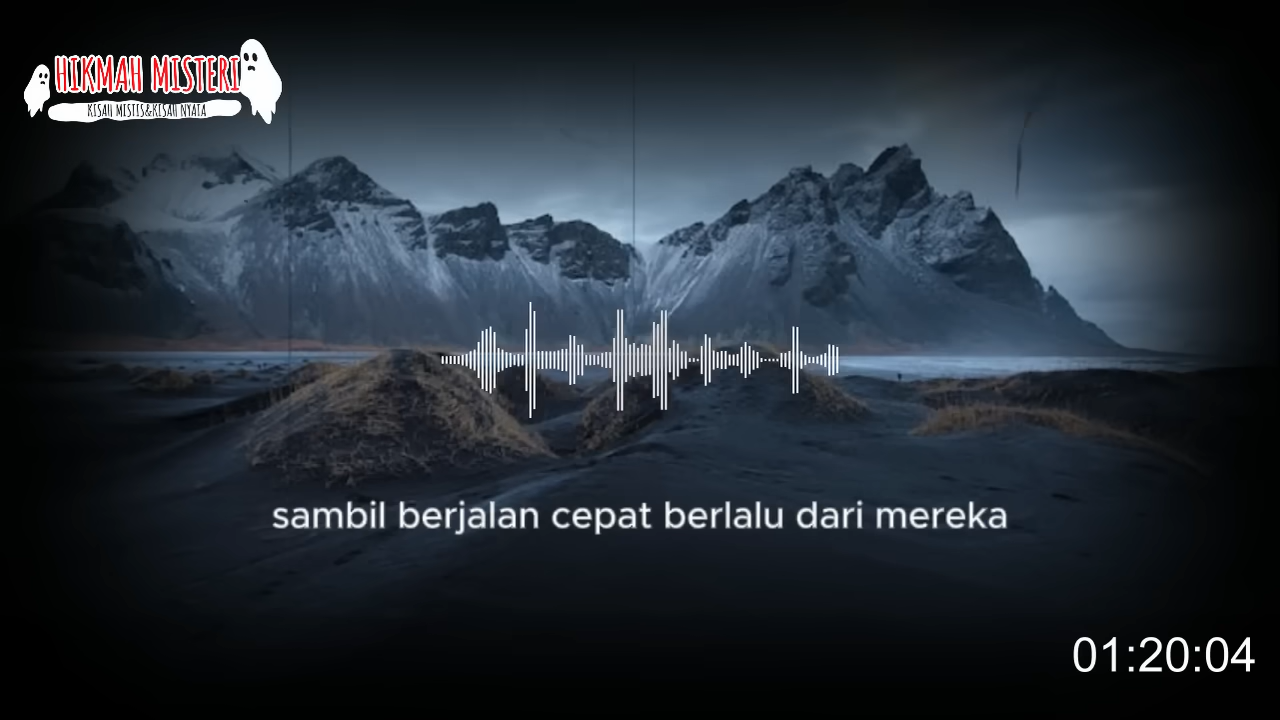 HIKMAH MISTERI
KISAH MISTIS&KISAH NYATA
sambil berjalan cepat berlalu dari mereka
01:20:04